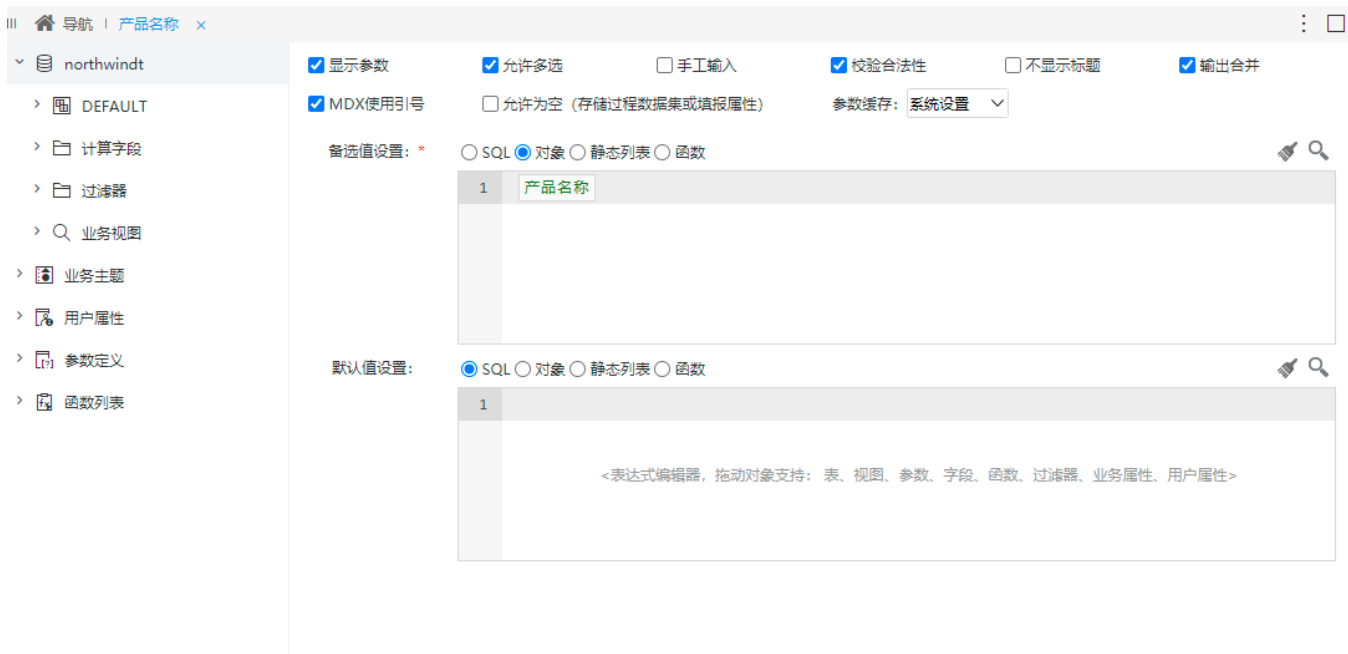 导航 产品名称 ×
northwindt
DEFAULT
计算字段
过滤器
业务视图
业务主题
用户属性
参数定义
函数列表
显示参数 允许多选 手工输入 校验合法性 不显示标题 输出合并
MDX使用引号 允许为空（存储过程数据集或填报属性） 参数缓存: 系统设置
备选值设置: * SQL 对象 静态列表 函数
1 产品名称
默认值设置: SQL 对象 静态列表 函数
1
<表达式编辑器, 拖动对象支持: 表、视图、参数、字段、函数、过滤器、业务属性、用户属性>